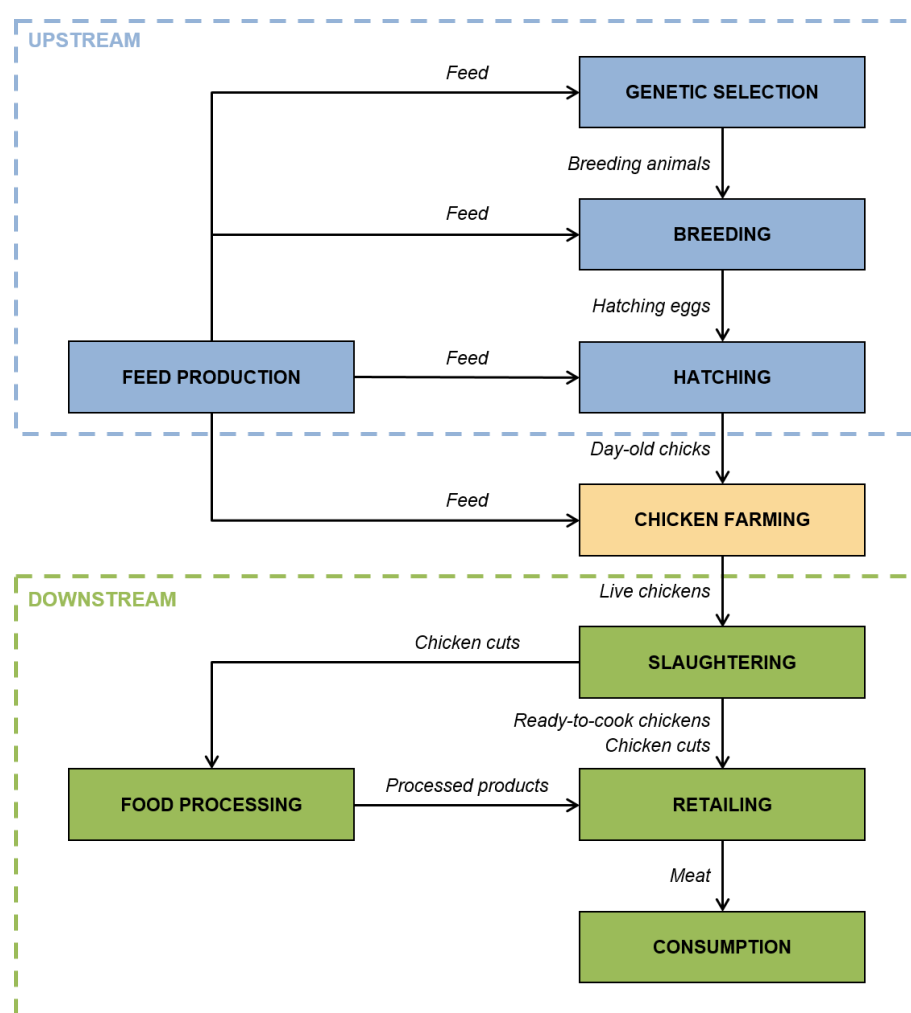 UPSTREAM
Feed
GENETIC SELECTION
Breeding animals
Feed
BREEDING
Hatching eggs
FEED PRODUCTION
Feed
HATCHING
Day-old chicks
Feed
CHICKEN FARMING
DOWNSTREAM
Live chickens
Chicken cuts
SLAUGHTERING
Ready-to-cook chickens
Chicken cuts
FOOD PROCESSING
Processed products
RETAILING
Meat
CONSUMPTION